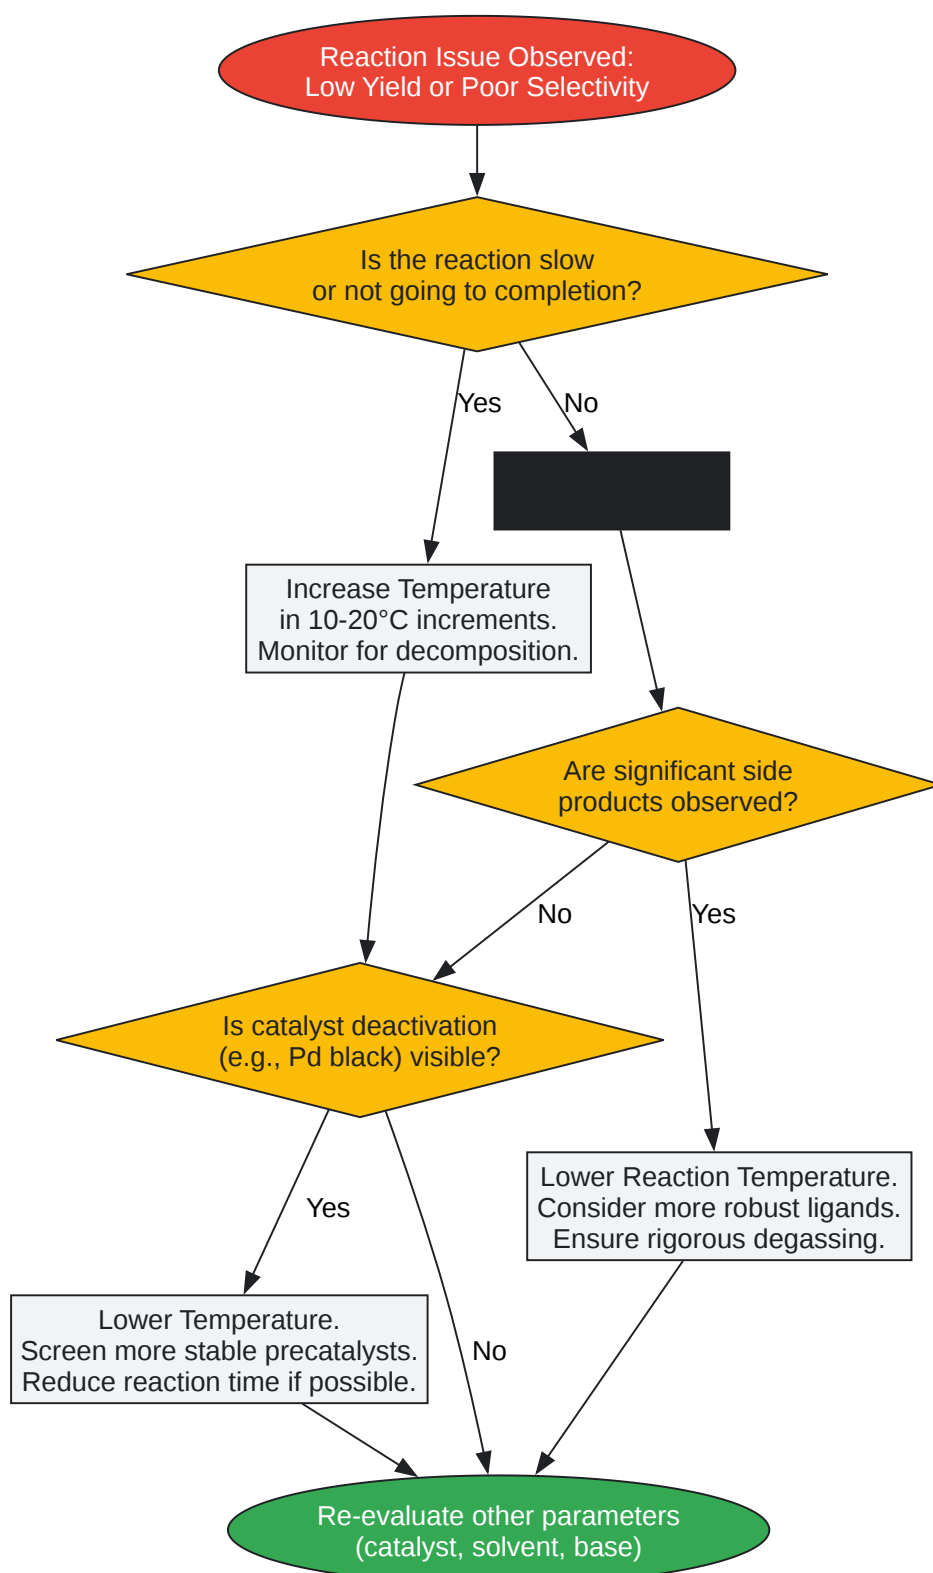 Reaction Issue Observed:
Low Yield or Poor Selectivity
Is the reaction slow
or not going to completion?
Yes
No
Increase Temperature
in 10-20°C increments.
Monitor for decomposition.
Are significant side
products observed?
No
Yes
Is catalyst deactivation
(e.g., Pd black) visible?
Lower Reaction Temperature.
Consider more robust ligands.
Ensure rigorous degassing.
Yes
No
Lower Temperature.
Screen more stable precatalysts.
Reduce reaction time if possible.
Re-evaluate other parameters
(catalyst, solvent, base)